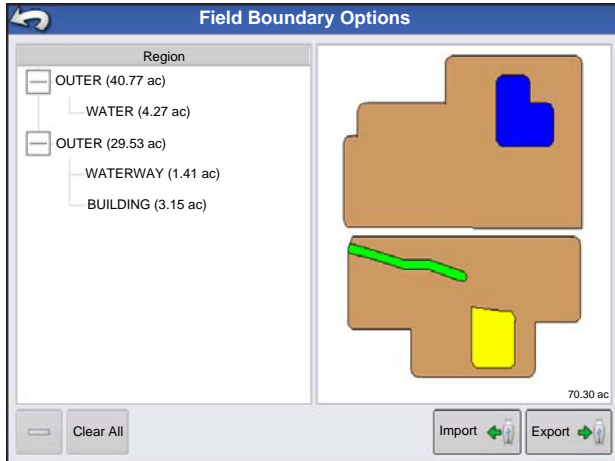 Field Boundary Options
Region
OUTER (40.77 ac)
WATER (4.27 ac)
OUTER (29.53 ac)
WATERWAY (1.41 ac)
BUILDING (3.15 ac)
70.30 ac
Clear All
Import
Export